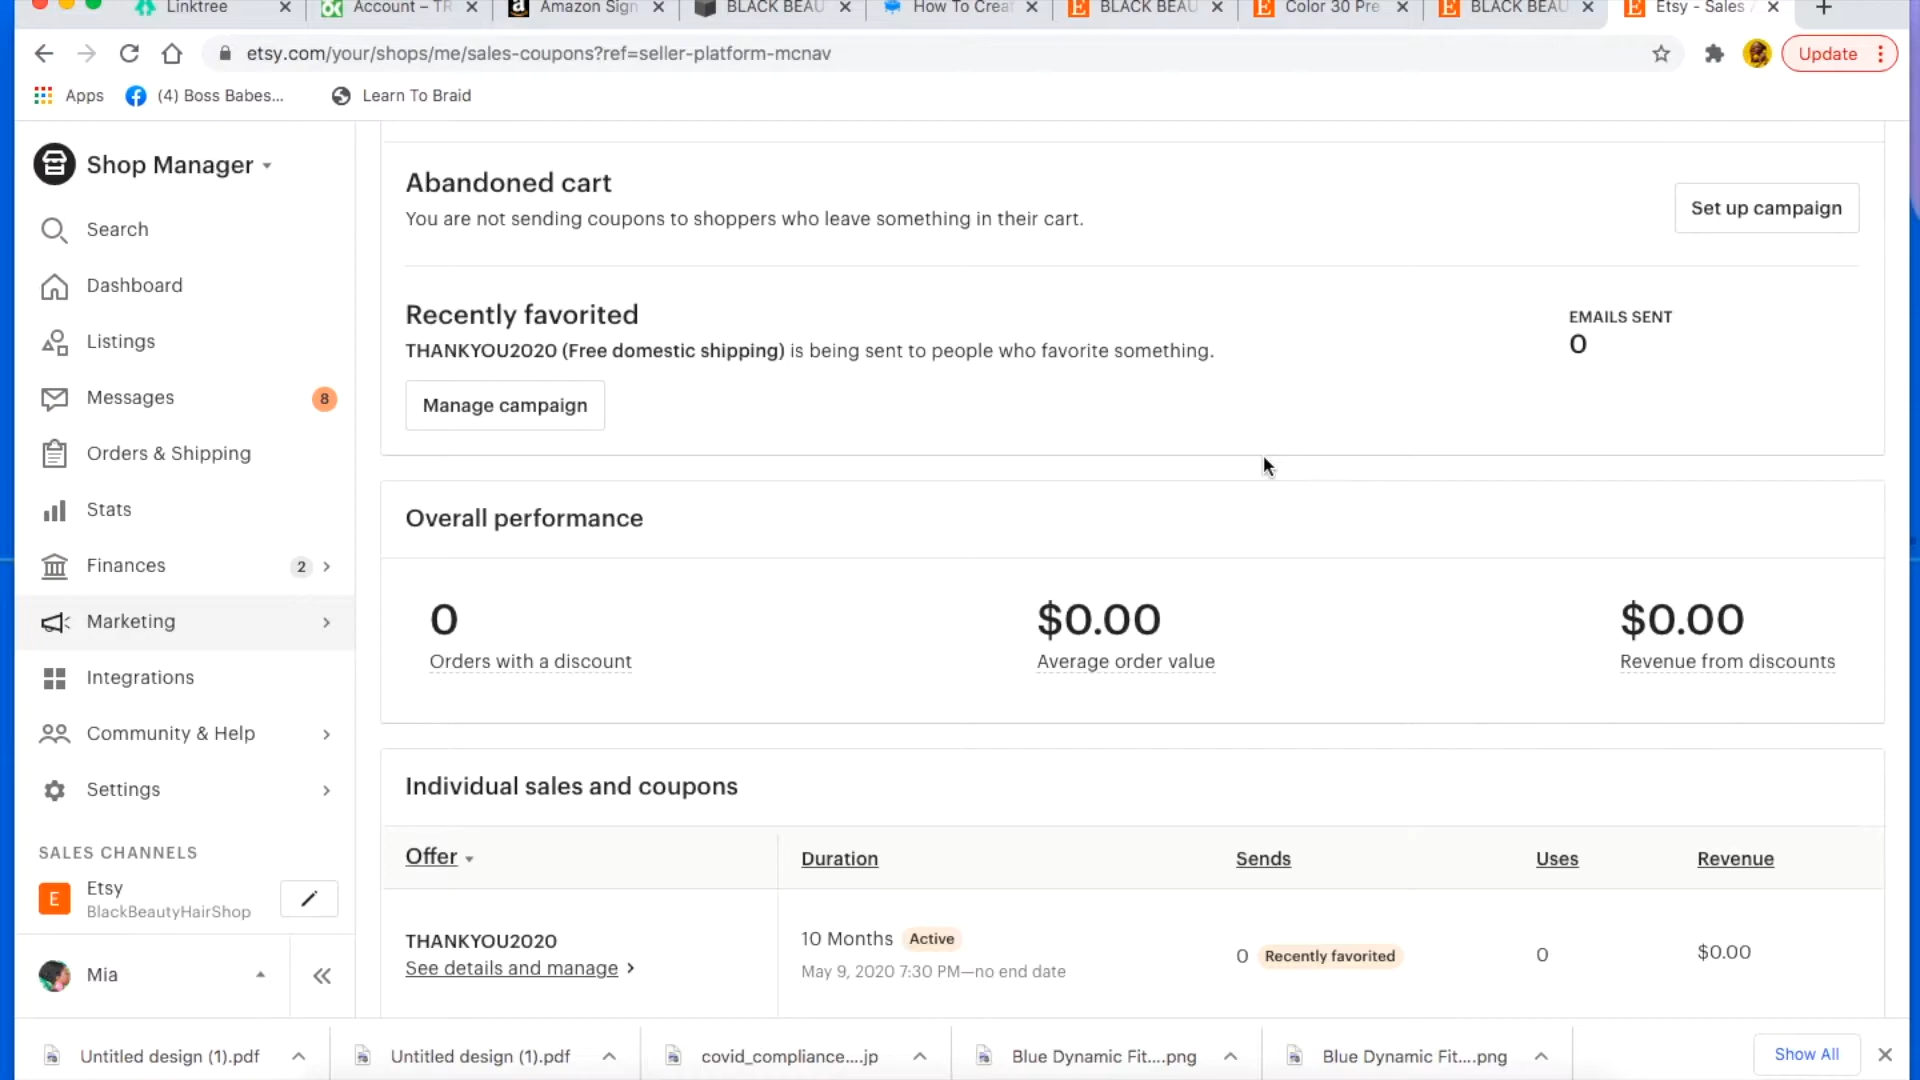 Linktree
Account – TR
Amazon Sign
BLACK BEAU
How To Creat
BLACK BEAU
Color 30 Pre
BLACK BEAU
Etsy - Sales
etsy.com/your/shops/me/sales-coupons?ref=seller-platform-mcnav
Update
Apps
(4) Boss Babes...
Learn To Braid
Shop Manager
Search
Dashboard
Listings
Messages
8
Orders & Shipping
Stats
Finances
2
Marketing
Integrations
Community & Help
Settings
SALES CHANNELS
E
Etsy
BlackBeautyHairShop
Mia
Abandoned cart
You are not sending coupons to shoppers who leave something in their cart.
Set up campaign
Recently favorited
THANKYOU2020 (Free domestic shipping) is being sent to people who favorite something.
EMAILS SENT
0
Manage campaign
Overall performance
0
Orders with a discount
$0.00
Average order value
$0.00
Revenue from discounts
Individual sales and coupons
Offer Duration Sends Uses Revenue
THANKYOU2020
See details and manage
10 Months Active
May 9, 2020 7:30 PM—no end date
0 Recently favorited
0
$0.00
Untitled design (1).pdf
Untitled design (1).pdf
covid_compliance....jp
Blue Dynamic Fit....png
Blue Dynamic Fit....png
Show All